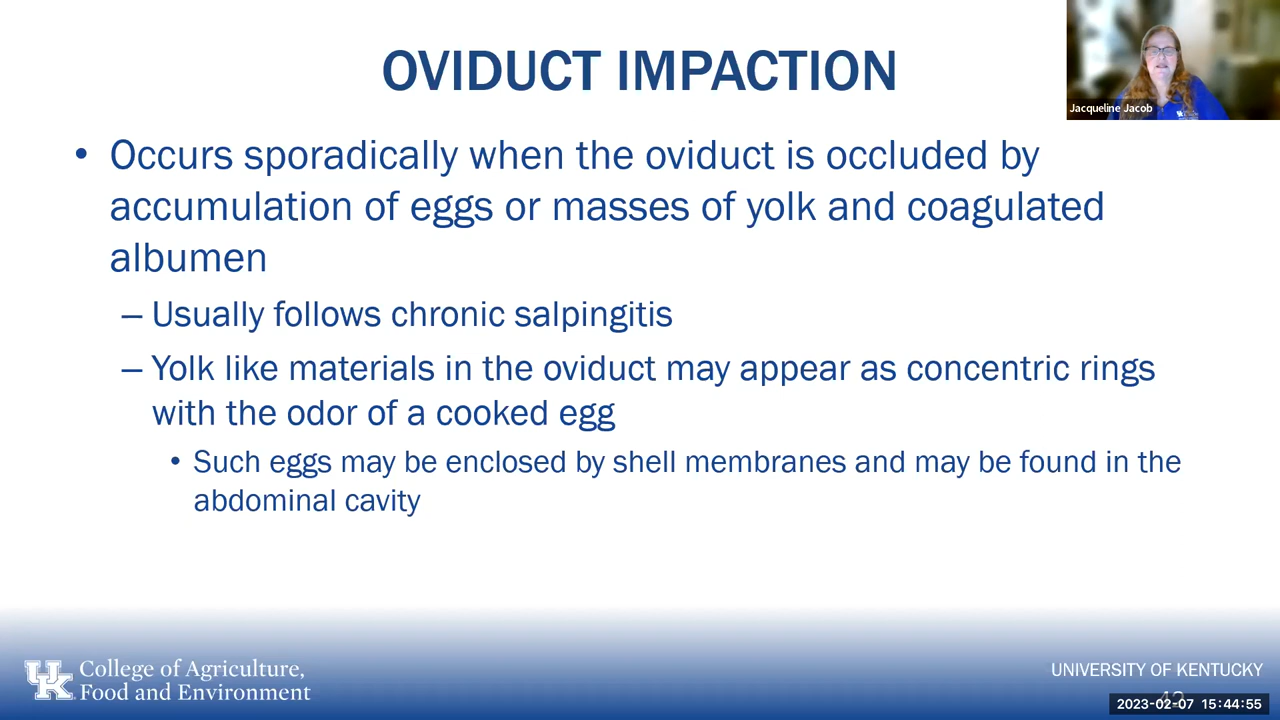 OVIDUCT IMPACTION
Jacqueline Jacob
• Occurs sporadically when the oviduct is occluded by
accumulation of eggs or masses of yolk and coagulated
albumen
– Usually follows chronic salpingitis
– Yolk like materials in the oviduct may appear as concentric rings
with the odor of a cooked egg
• Such eggs may be enclosed by shell membranes and may be found in the
abdominal cavity
UK College of Agriculture,
Food and Environment
UNIVERSITY OF KENTUCKY
2023-02-07 15:44:55